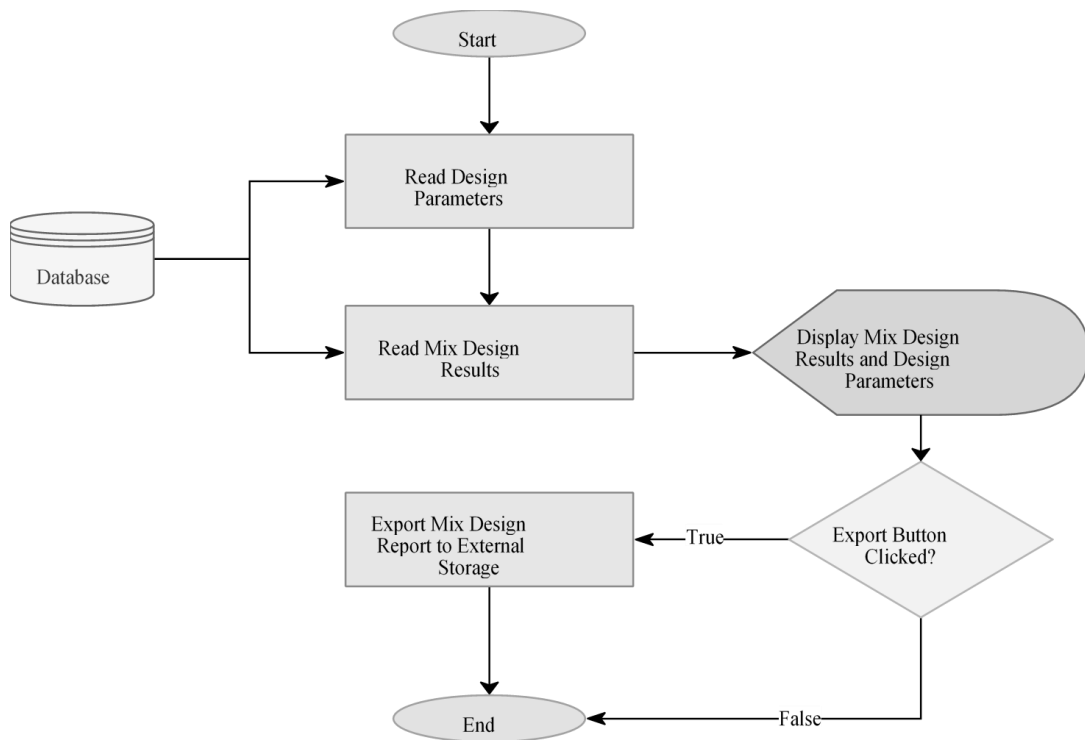 Start
Read Design
Parameters
Database
Read Mix Design
Results
Display Mix Design
Results and Design
Parameters
Export Mix Design
Report to External
Storage
True
Export Button
Clicked?
End
False